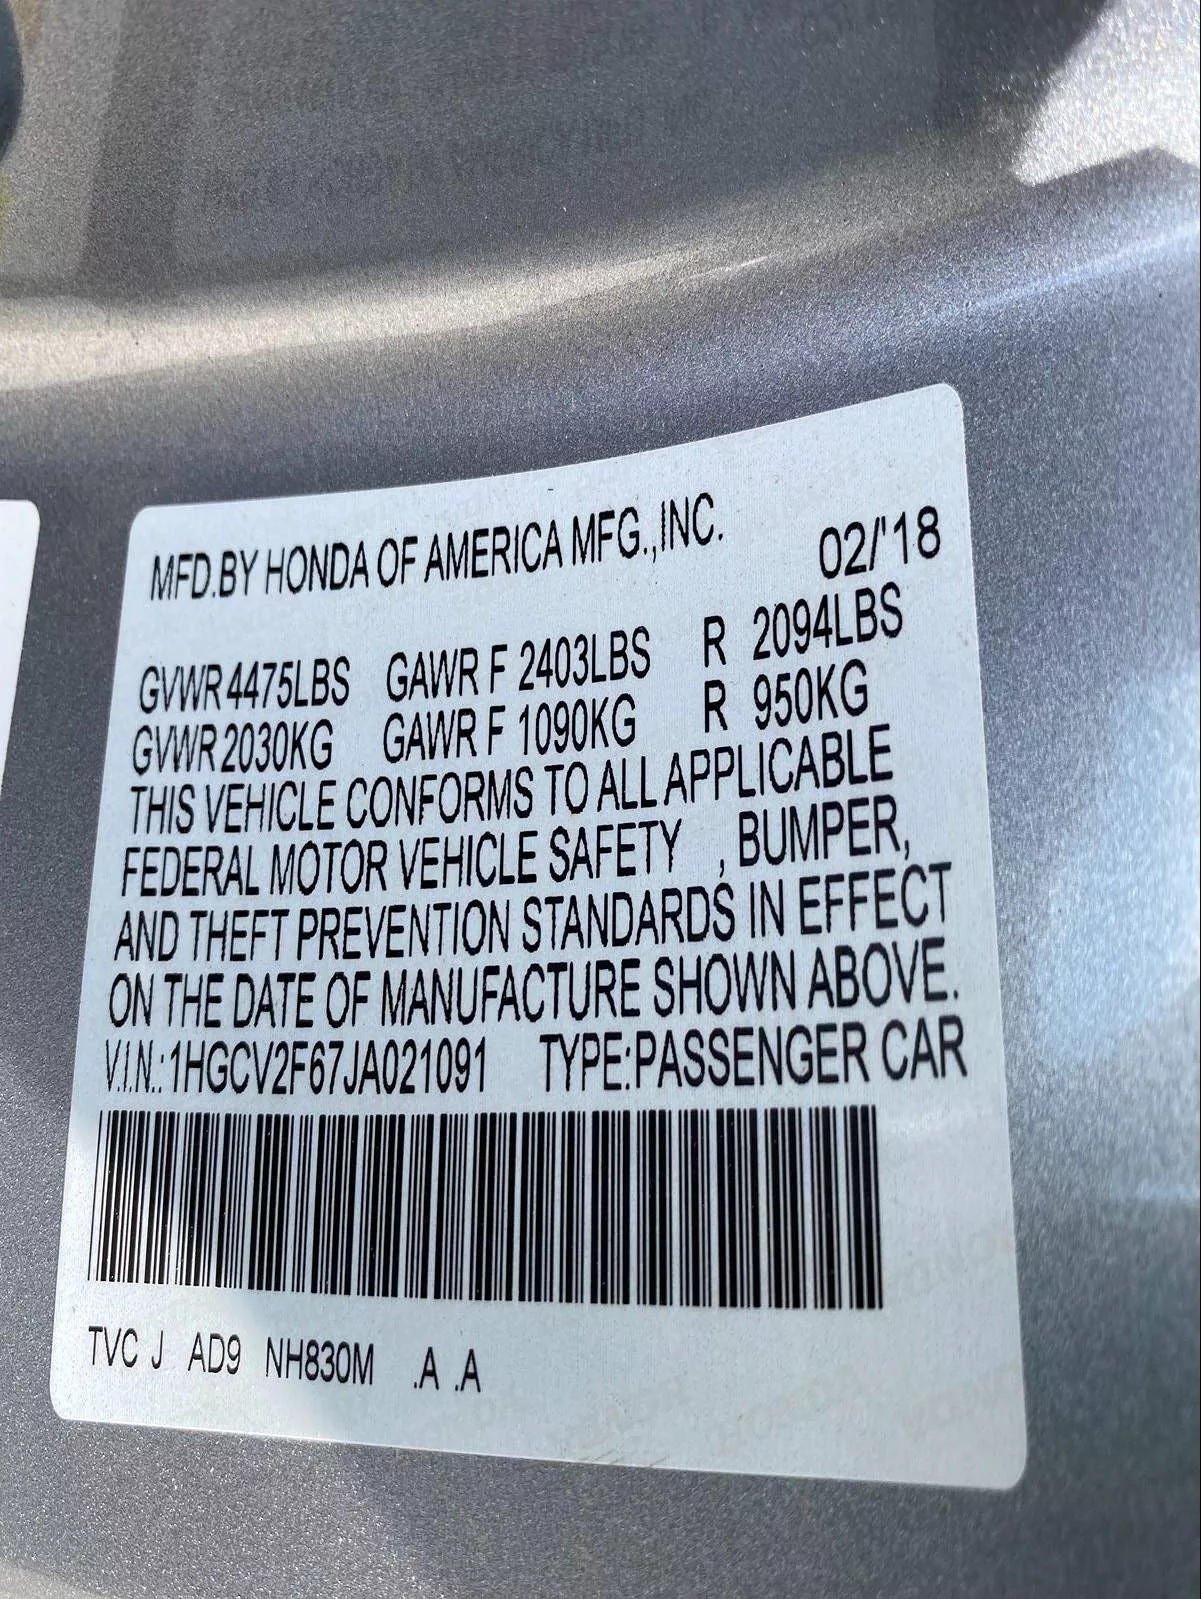 MFD.BY HONDA OF AMERICA MFG.,INC. 02/'18
GVWR 4475LBS GAWR F 2403LBS R 2094LBS
GVWR 2030KG GAWR F 1090KG R 950KG
THIS VEHICLE CONFORMS TO ALL APPLICABLE
FEDERAL MOTOR VEHICLE SAFETY , BUMPER,
AND THEFT PREVENTION STANDARDS IN EFFECT
ON THE DATE OF MANUFACTURE SHOWN ABOVE.
V.I.N.: 1HGCV2F67JA021091 TYPE:PASSENGER CAR
TVC J AD9 NH830M .A .A